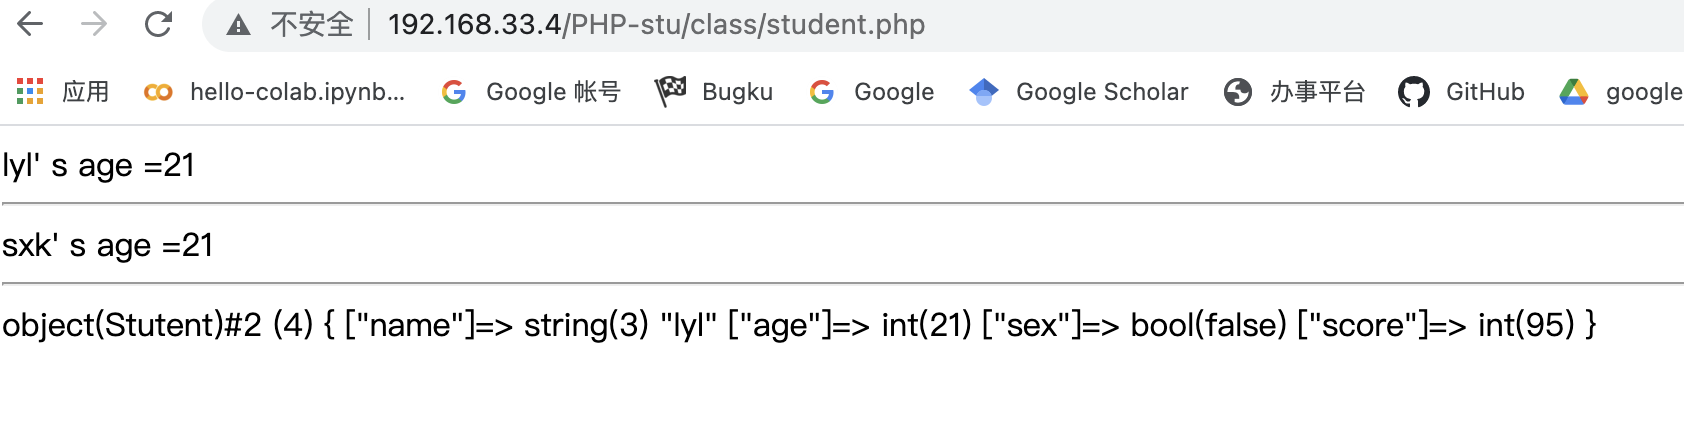 不安全 | 192.168.33.4/PHP-stu/class/student.php
应用 hello-colab.ipynb... Google 帐号 Bugku Google Google Scholar 办事平台 GitHub google
lyl' s age =21
sxk' s age =21
object(Stutent)#2 (4) { ["name"]=> string(3) "lyl" ["age"]=> int(21) ["sex"]=> bool(false) ["score"]=> int(95) }